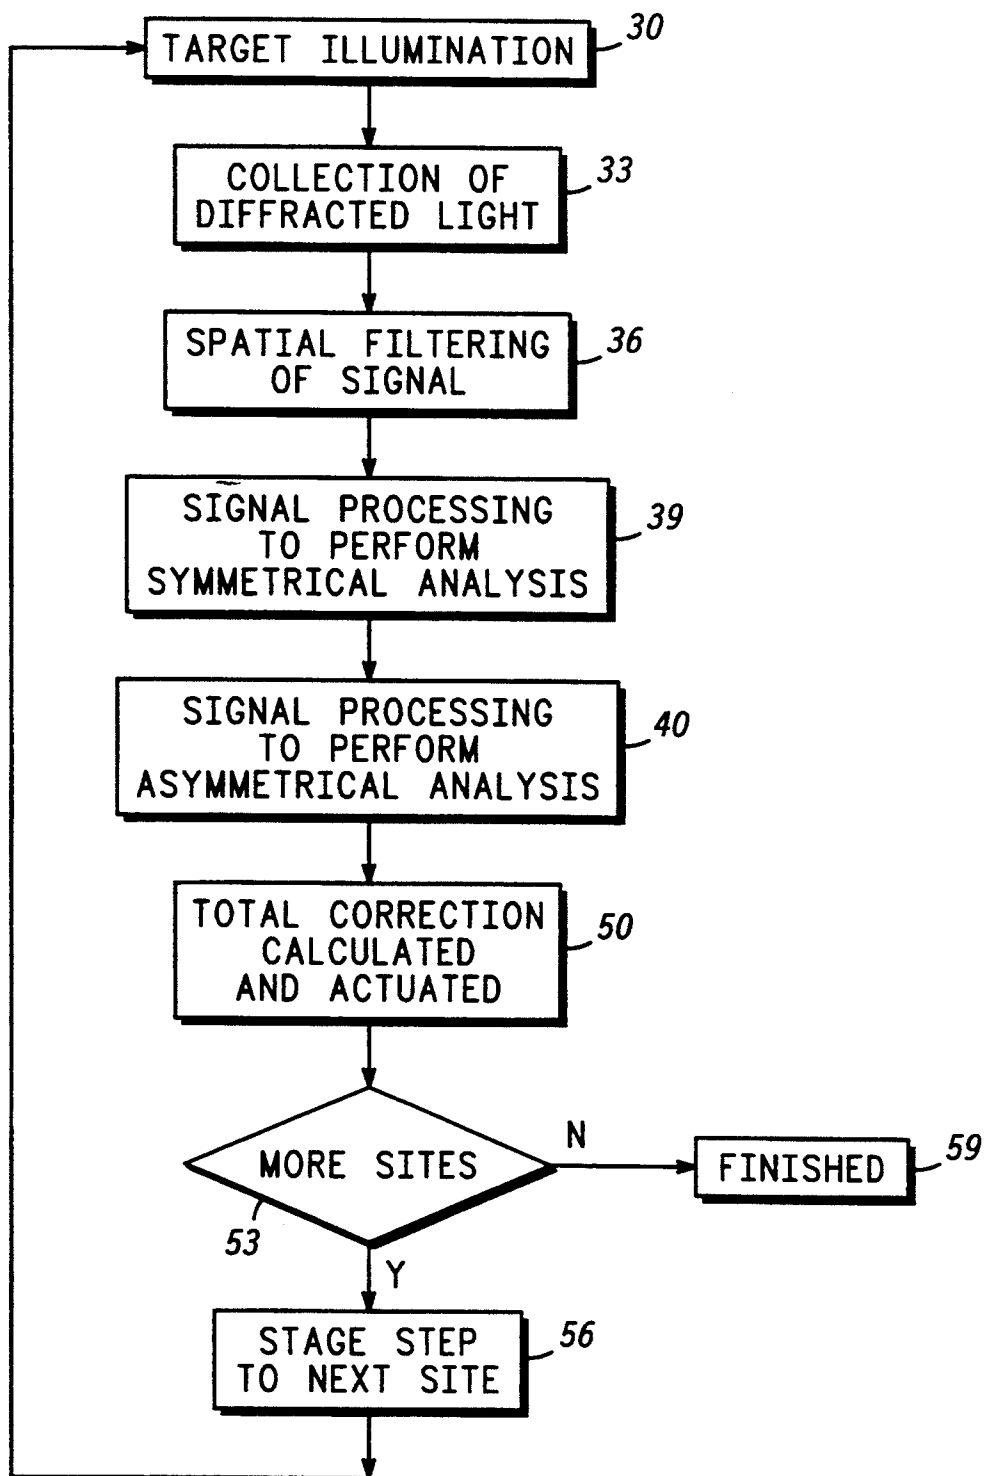 TARGET ILLUMINATION
30
COLLECTION OF
DIFFRACTED LIGHT
33
SPATIAL FILTERING
OF SIGNAL
36
SIGNAL PROCESSING
TO PERFORM
SYMMETRICAL ANALYSIS
39
SIGNAL PROCESSING
TO PERFORM
ASYMMETRICAL ANALYSIS
40
TOTAL CORRECTION
CALCULATED
AND ACTUATED
50
MORE SITES
53
N
FINISHED
59
Y
STAGE STEP
TO NEXT SITE
56